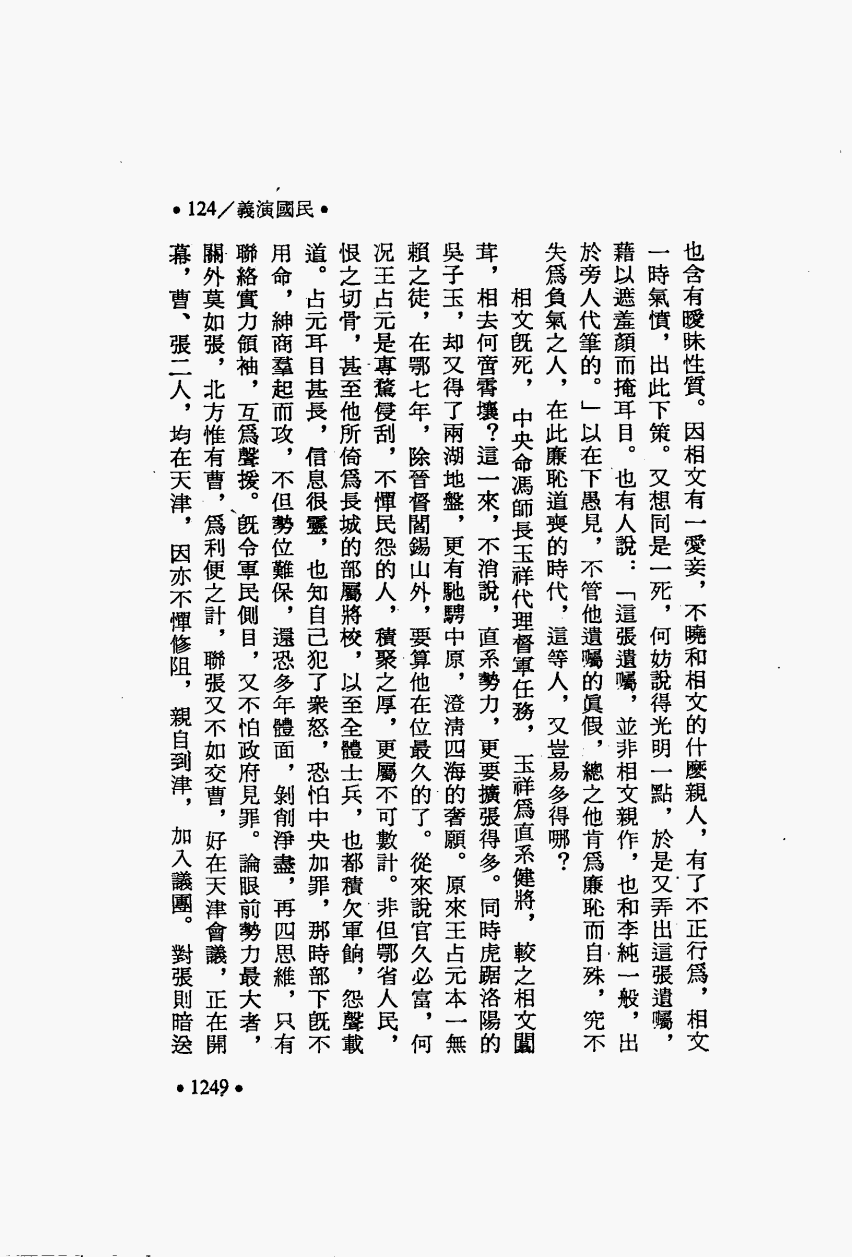 •124／義演國民•
也含有曖昧性質。因相文有一愛妾，不曉和相文的什麼親人，有了不正行爲，相文
一時氣憤，出此下策。又想同是一死，何妨說得光明一點，於是又弄出這張遺囑，
藉以遮羞顏而掩耳目。也有人說：「這張遺囑，並非相文親作，也和李純一般，出
於旁人代筆的。」以在下愚見，不管他遺囑的眞假，總之他肯爲廉恥而自殊，究不
失爲負氣之人，在此廉恥道喪的時代，這等人，又豈易多得哪？
相文旣死，中央命馮師長玉祥代理督軍任務，玉祥爲直系健將，較之相文闒
茸，相去何啻霄壤？這一來，不消說，直系勢力，更要擴張得多。同時虎踞洛陽的
吳子玉，却又得了兩湖地盤，更有馳騁中原，澄淸四海的奢願。原來王占元本一無
賴之徒，在鄂七年，除晉督閻錫山外，要算他在位最久的了。從來說官久必富，何
況王占元是專騖侵刮，不憚民怨的人，積聚之厚，更屬不可數計。非但鄂省人民，
恨之切骨，甚至他所倚爲長城的部屬將校，以至全體士兵，也都積欠軍餉，怨聲載
道。占元耳目甚長，信息很靈，也知自己犯了衆怒，恐怕中央加罪，那時部下旣不
用命，紳商羣起而攻，不但勢位難保，還恐多年體面，剝削淨盡，再四思維，只有
聯絡實力領袖，互爲聲援。旣令軍民側目，又不怕政府見罪。論眼前勢力最大者，
關外莫如張，北方惟有曹，爲利便之計，聯張又不如交曹，好在天津會議，正在開
幕，曹、張二人，均在天津，因亦不憚修阻，親自到津，加入議團。對張則暗送
•1249•